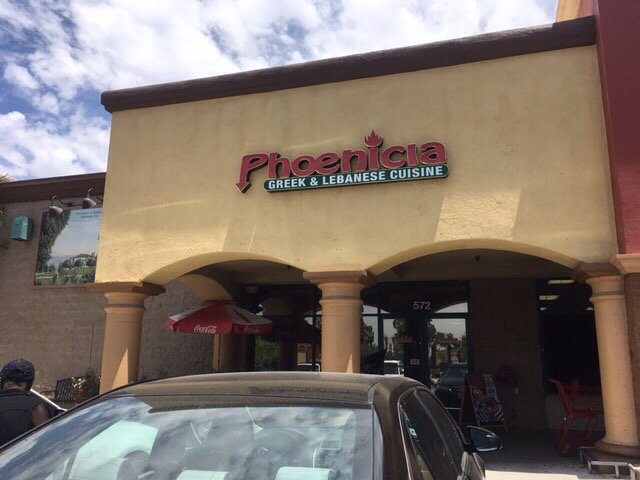 Phoenicia
GREEK & LEBANESE CUISINE
572
Coca-Cola